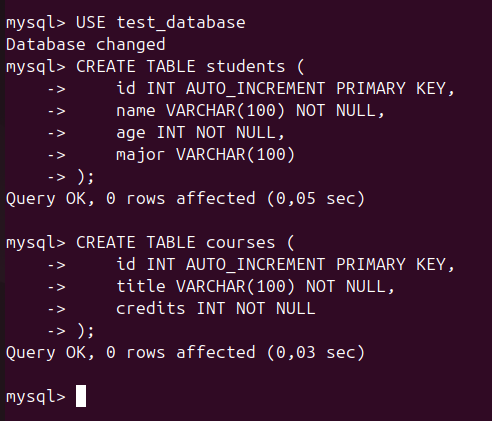 mysql> USE test_database
Database changed
mysql> CREATE TABLE students (
    ->     id INT AUTO_INCREMENT PRIMARY KEY,
    ->     name VARCHAR(100) NOT NULL,
    ->     age INT NOT NULL,
    ->     major VARCHAR(100)
    -> );
Query OK, 0 rows affected (0,05 sec)

mysql> CREATE TABLE courses (
    ->     id INT AUTO_INCREMENT PRIMARY KEY,
    ->     title VARCHAR(100) NOT NULL,
    ->     credits INT NOT NULL
    -> );
Query OK, 0 rows affected (0,03 sec)

mysql>